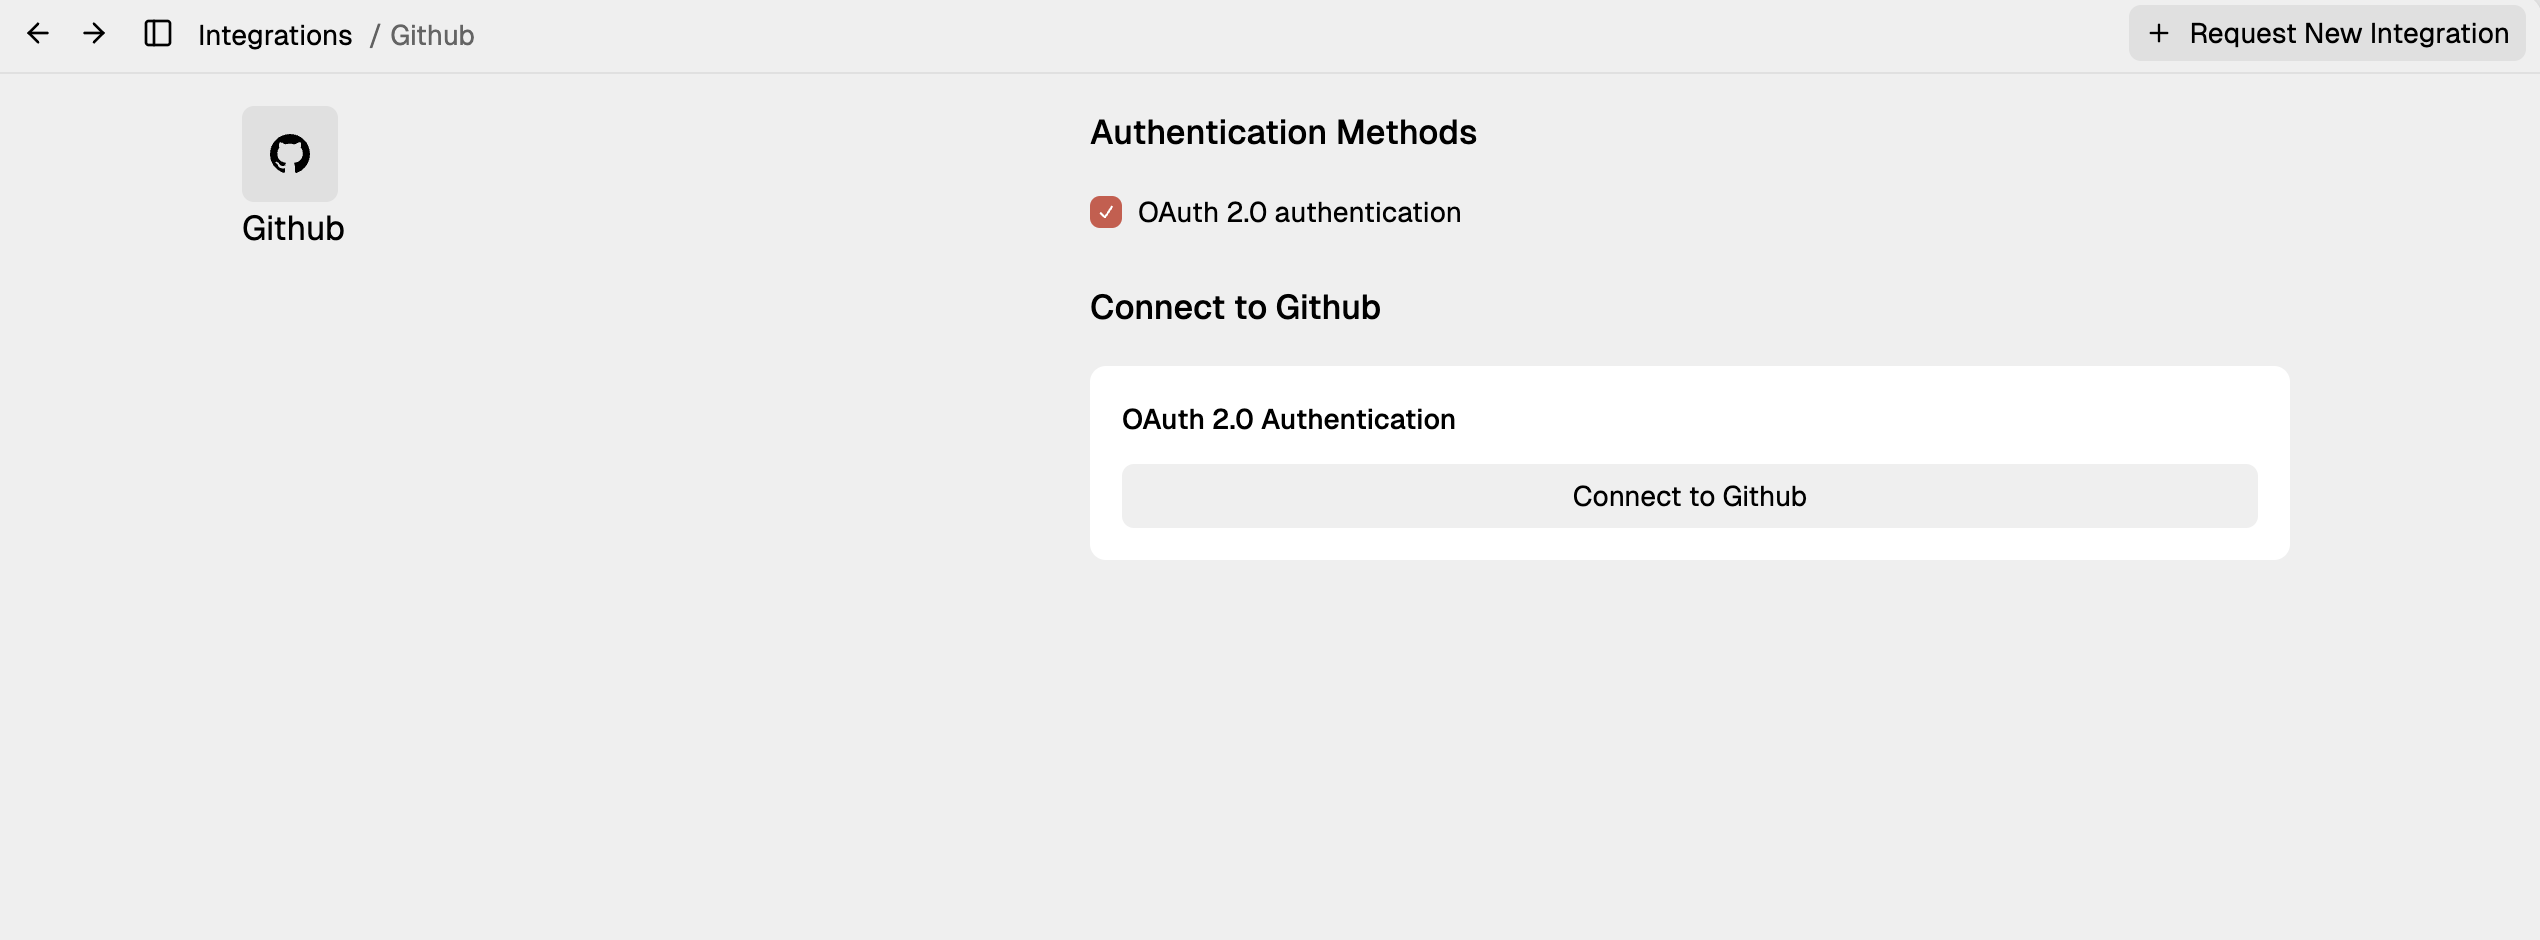 Integrations / Github
+ Request New Integration
Github
Authentication Methods
OAuth 2.0 authentication
Connect to Github
OAuth 2.0 Authentication
Connect to Github